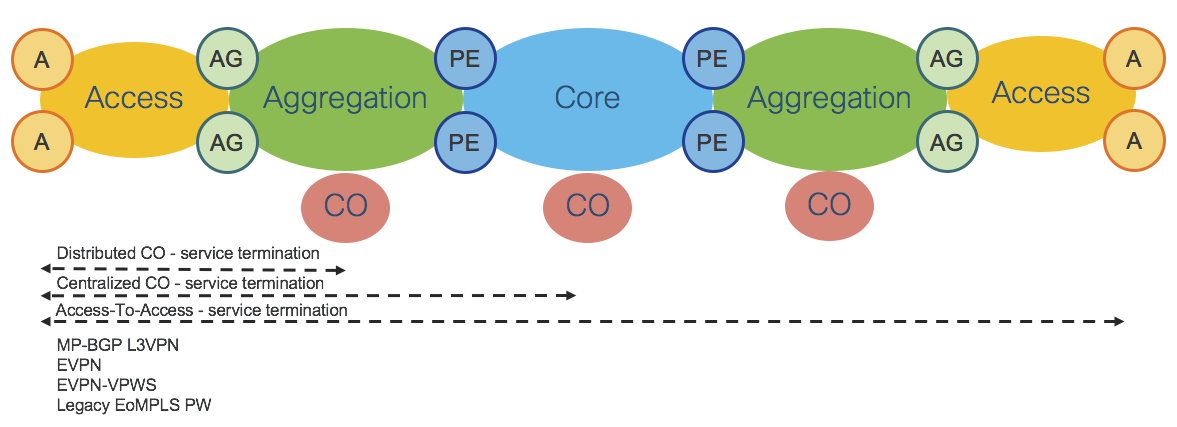 A AG PE PE AG A
Access Aggregation Core Aggregation Access
A AG PE PE AG A
CO CO CO
Distributed CO - service termination
Centralized CO - service termination
Access-To-Access - service termination
MP-BGP L3VPN
EVPN
EVPN-VPWS
Legacy EoMPLS PW